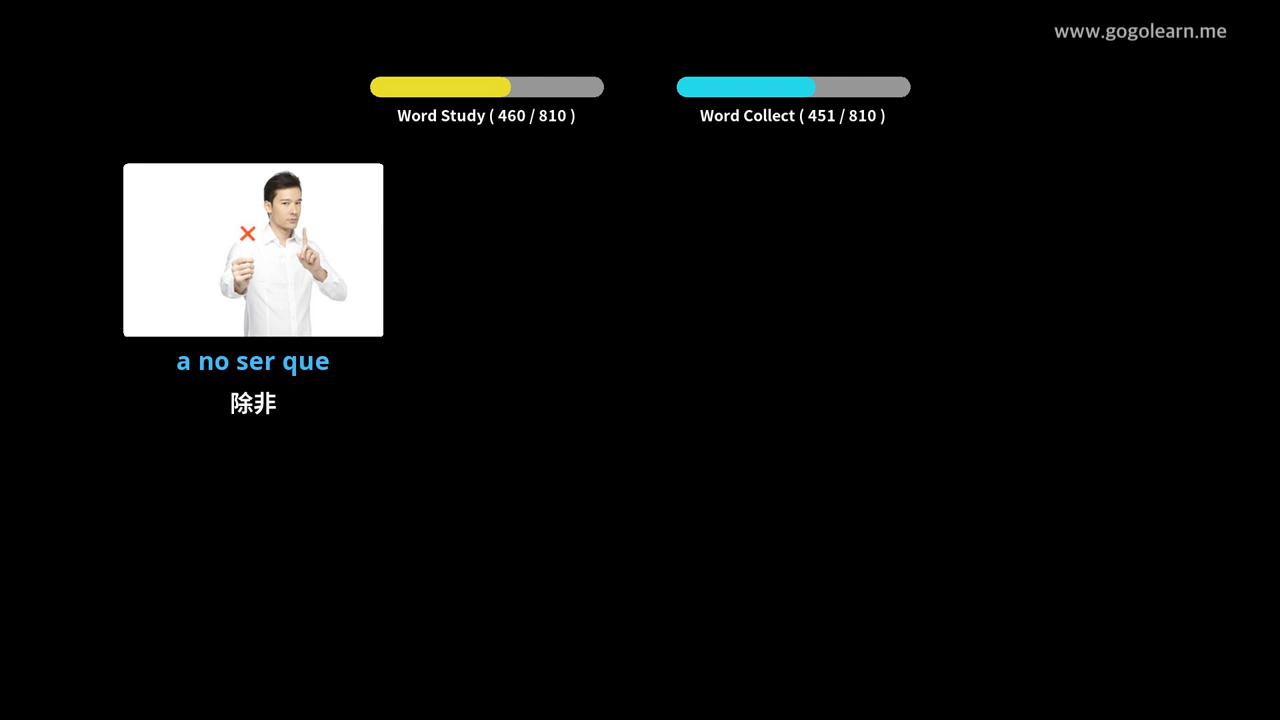 www.gogolearn.me
Word Study ( 460 / 810 )
Word Collect ( 451 / 810 )
a no ser que
除非